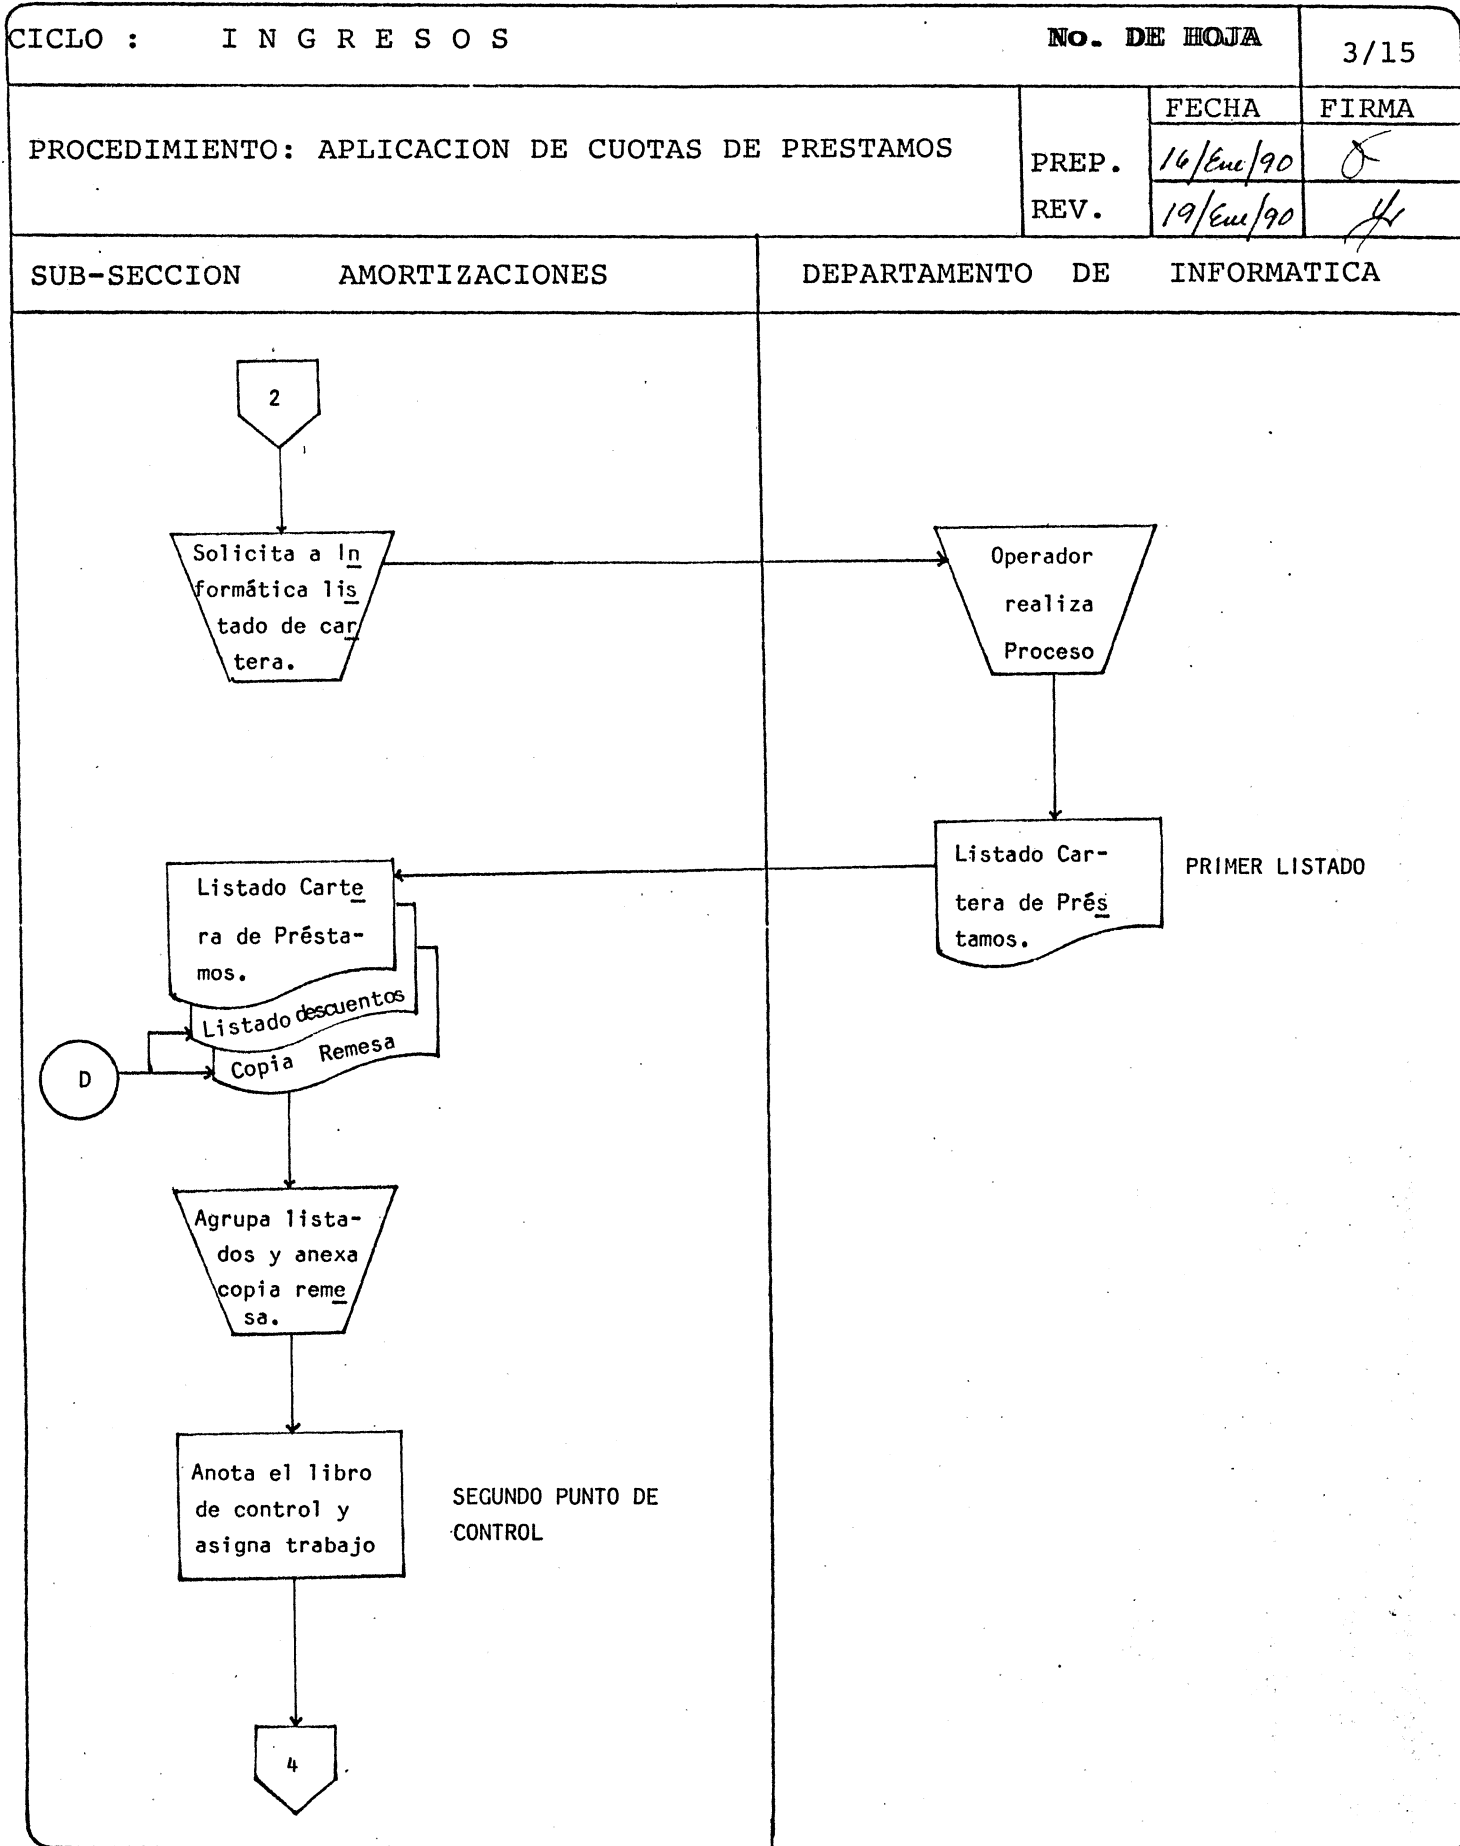 CICLO : I N G R E S O S No. DE HOJA 3/15
FECHA FIRMA
PROCEDIMIENTO: APLICACION DE CUOTAS DE PRESTAMOS
PREP. 16/Ene/90
REV. 19/Ene/90
SUB-SECCION AMORTIZACIONES DEPARTAMENTO DE INFORMATICA
2
Solicita a In
formática lis
tado de car
tera.
Operador
realiza
Proceso
Listado Car-
tera de Prés
tamos.
PRIMER LISTADO
Listado Carte
ra de Présta-
mos.
Listado descuentos
Copia Remesa
D
Agrupa lista-
dos y anexa
copia reme
sa.
Anota el libro
de control y
asigna trabajo
SEGUNDO PUNTO DE
CONTROL
4